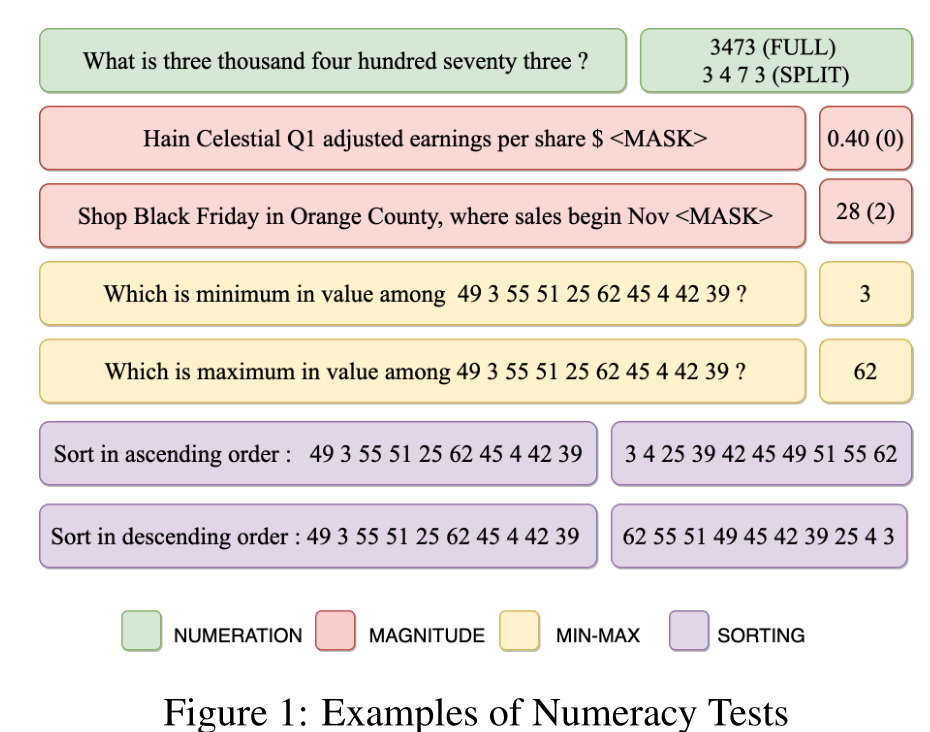 What is three thousand four hundred seventy three ?
3473 (FULL)
3 4 7 3 (SPLIT)
Hain Celestial Q1 adjusted earnings per share $ <MASK>
0.40 (0)
Shop Black Friday in Orange County, where sales begin Nov <MASK>
28 (2)
Which is minimum in value among 49 3 55 51 25 62 45 4 42 39 ?
3
Which is maximum in value among 49 3 55 51 25 62 45 4 42 39 ?
62
Sort in ascending order : 49 3 55 51 25 62 45 4 42 39
3 4 25 39 42 45 49 51 55 62
Sort in descending order : 49 3 55 51 25 62 45 4 42 39
62 55 51 49 45 42 39 25 4 3
NUMERATION
MAGNITUDE
MIN-MAX
SORTING
Figure 1: Examples of Numeracy Tests